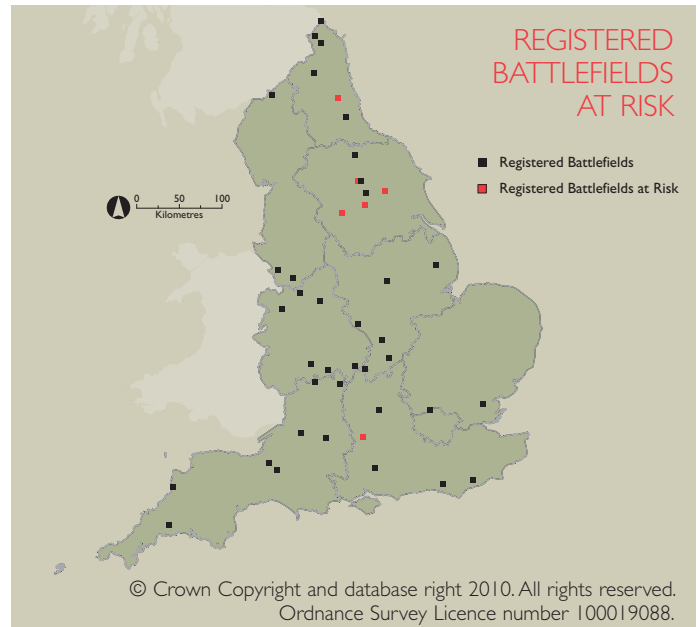 REGISTERED
BATTLEFIELDS
AT RISK
Registered Battlefields
Registered Battlefields at Risk
0 50 100
Kilometres
© Crown Copyright and database right 2010. All rights reserved.
Ordnance Survey Licence number 100019088.